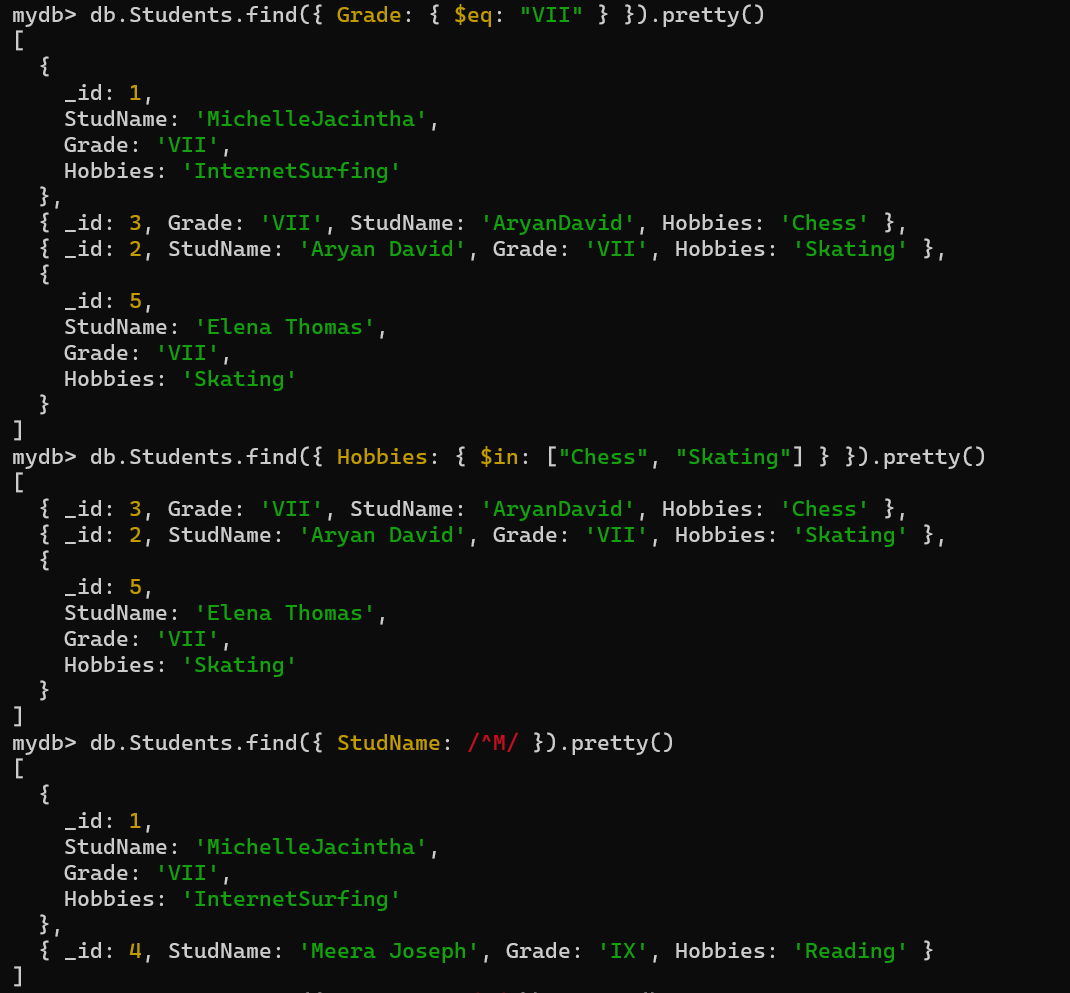 mydb> db.Students.find({ Grade: { $eq: "VII" } }).pretty()
[
  {
    _id: 1,
    StudName: 'MichelleJacintha',
    Grade: 'VII',
    Hobbies: 'InternetSurfing'
  },
  { _id: 3, Grade: 'VII', StudName: 'AryanDavid', Hobbies: 'Chess' },
  { _id: 2, StudName: 'Aryan David', Grade: 'VII', Hobbies: 'Skating' },
  {
    _id: 5,
    StudName: 'Elena Thomas',
    Grade: 'VII',
    Hobbies: 'Skating'
  }
]
mydb> db.Students.find({ Hobbies: { $in: ["Chess", "Skating"] } }).pretty()
[
  { _id: 3, Grade: 'VII', StudName: 'AryanDavid', Hobbies: 'Chess' },
  { _id: 2, StudName: 'Aryan David', Grade: 'VII', Hobbies: 'Skating' },
  {
    _id: 5,
    StudName: 'Elena Thomas',
    Grade: 'VII',
    Hobbies: 'Skating'
  }
]
mydb> db.Students.find({ StudName: /^M/ }).pretty()
[
  {
    _id: 1,
    StudName: 'MichelleJacintha',
    Grade: 'VII',
    Hobbies: 'InternetSurfing'
  },
  { _id: 4, StudName: 'Meera Joseph', Grade: 'IX', Hobbies: 'Reading' }
]